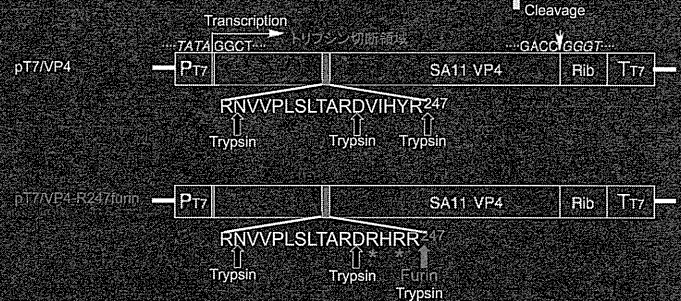 Cleavage
Transcription
トリプシン切断領域
····TATAGGCT···· ····GACCGGGT····
pT7/VP4 PT7 SA11 VP4 Rib TT7
RNVVPLSLTARDVIHYR247
Trypsin Trypsin Trypsin
pT7/VP4-R247furin PT7 SA11 VP4 Rib TT7
RNVVPLSLTARDRHRR247
* *
Trypsin Trypsin Furin
Trypsin